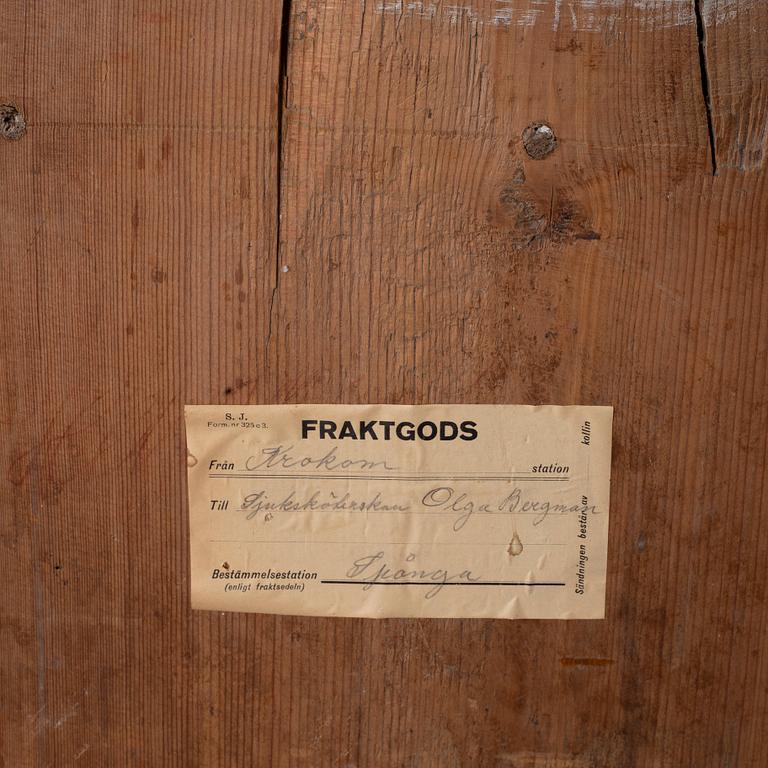 S. J.
Form. nr 325 c 3.
FRAKTGODS
Från Krokom station
Till Sjuksköterskan Olga Bergman
Bestämmelsestation Spånga
(enligt fraktsedeln)
Sändningen består av kollin